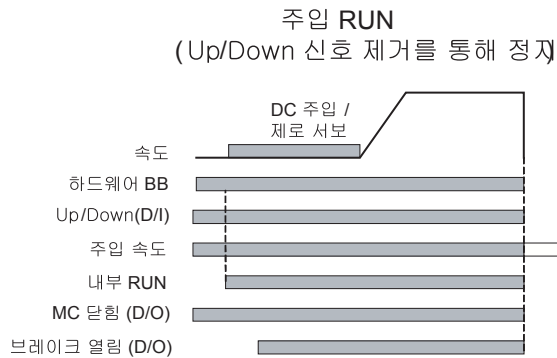 주입 RUN
(Up/Down 신호 제거를 통해 정지)
DC 주입 /
제로 서보
속도
하드웨어 BB
Up/Down(D/I)
주입 속도
내부 RUN
MC 닫힘 (D/O)
브레이크 열림 (D/O)